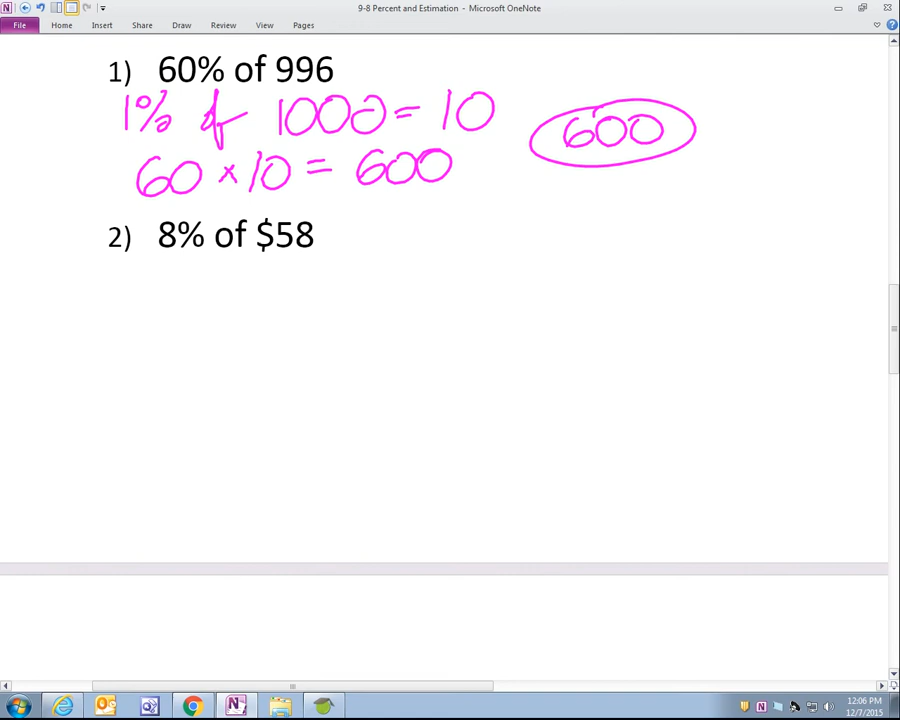 9-8 Percent and Estimation - Microsoft OneNote
File Home Insert Share Draw Review View Pages
1) 60% of 996
1% of 1000 = 10
600
60 × 10 = 600
2) 8% of $58
12:06 PM
12/7/2015